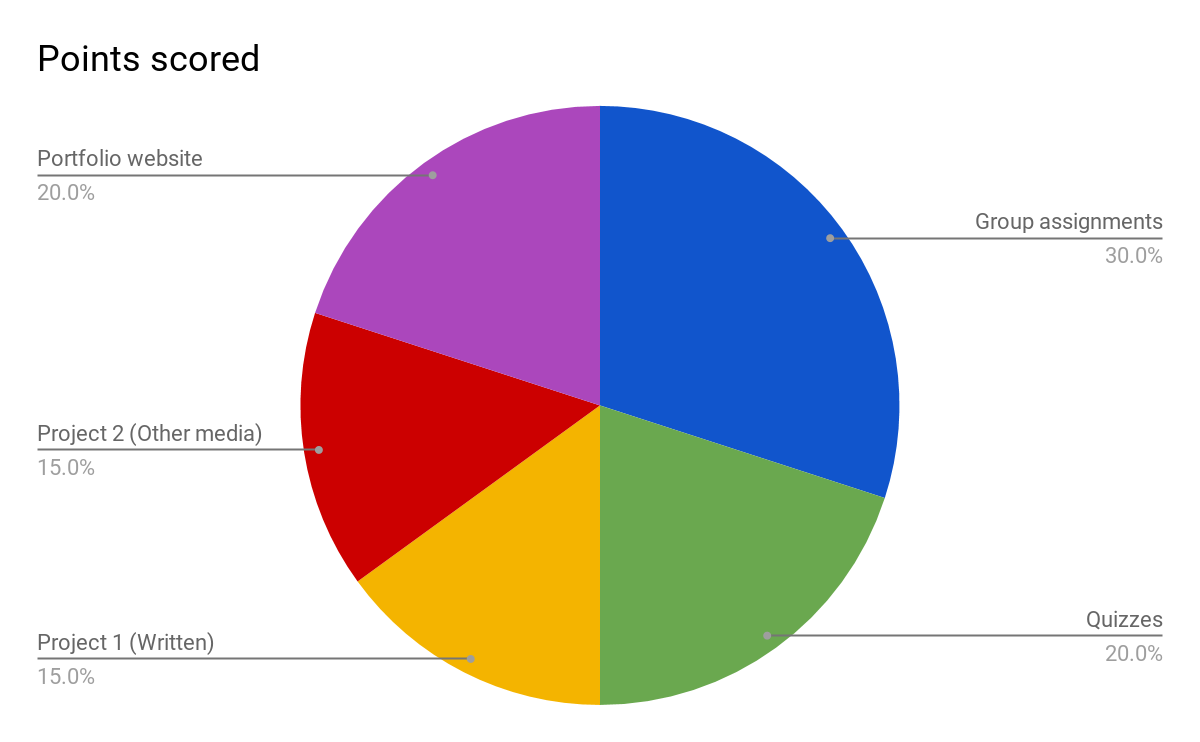 Points scored
Portfolio website
20.0%
Group assignments
30.0%
Project 2 (Other media)
15.0%
Quizzes
20.0%
Project 1 (Written)
15.0%